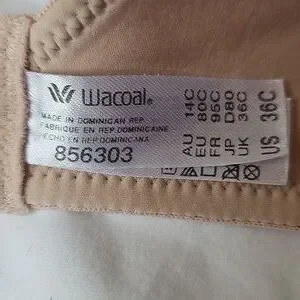 Wacoal®
MADE IN DOMINICAN REP.
FABRIQUE EN REP DOMINICAINE
HECHO EN REP.DOMINICANA
856303
AU 14C
EU 80C
FR 95C
JP D80
UK 36C
US 36C